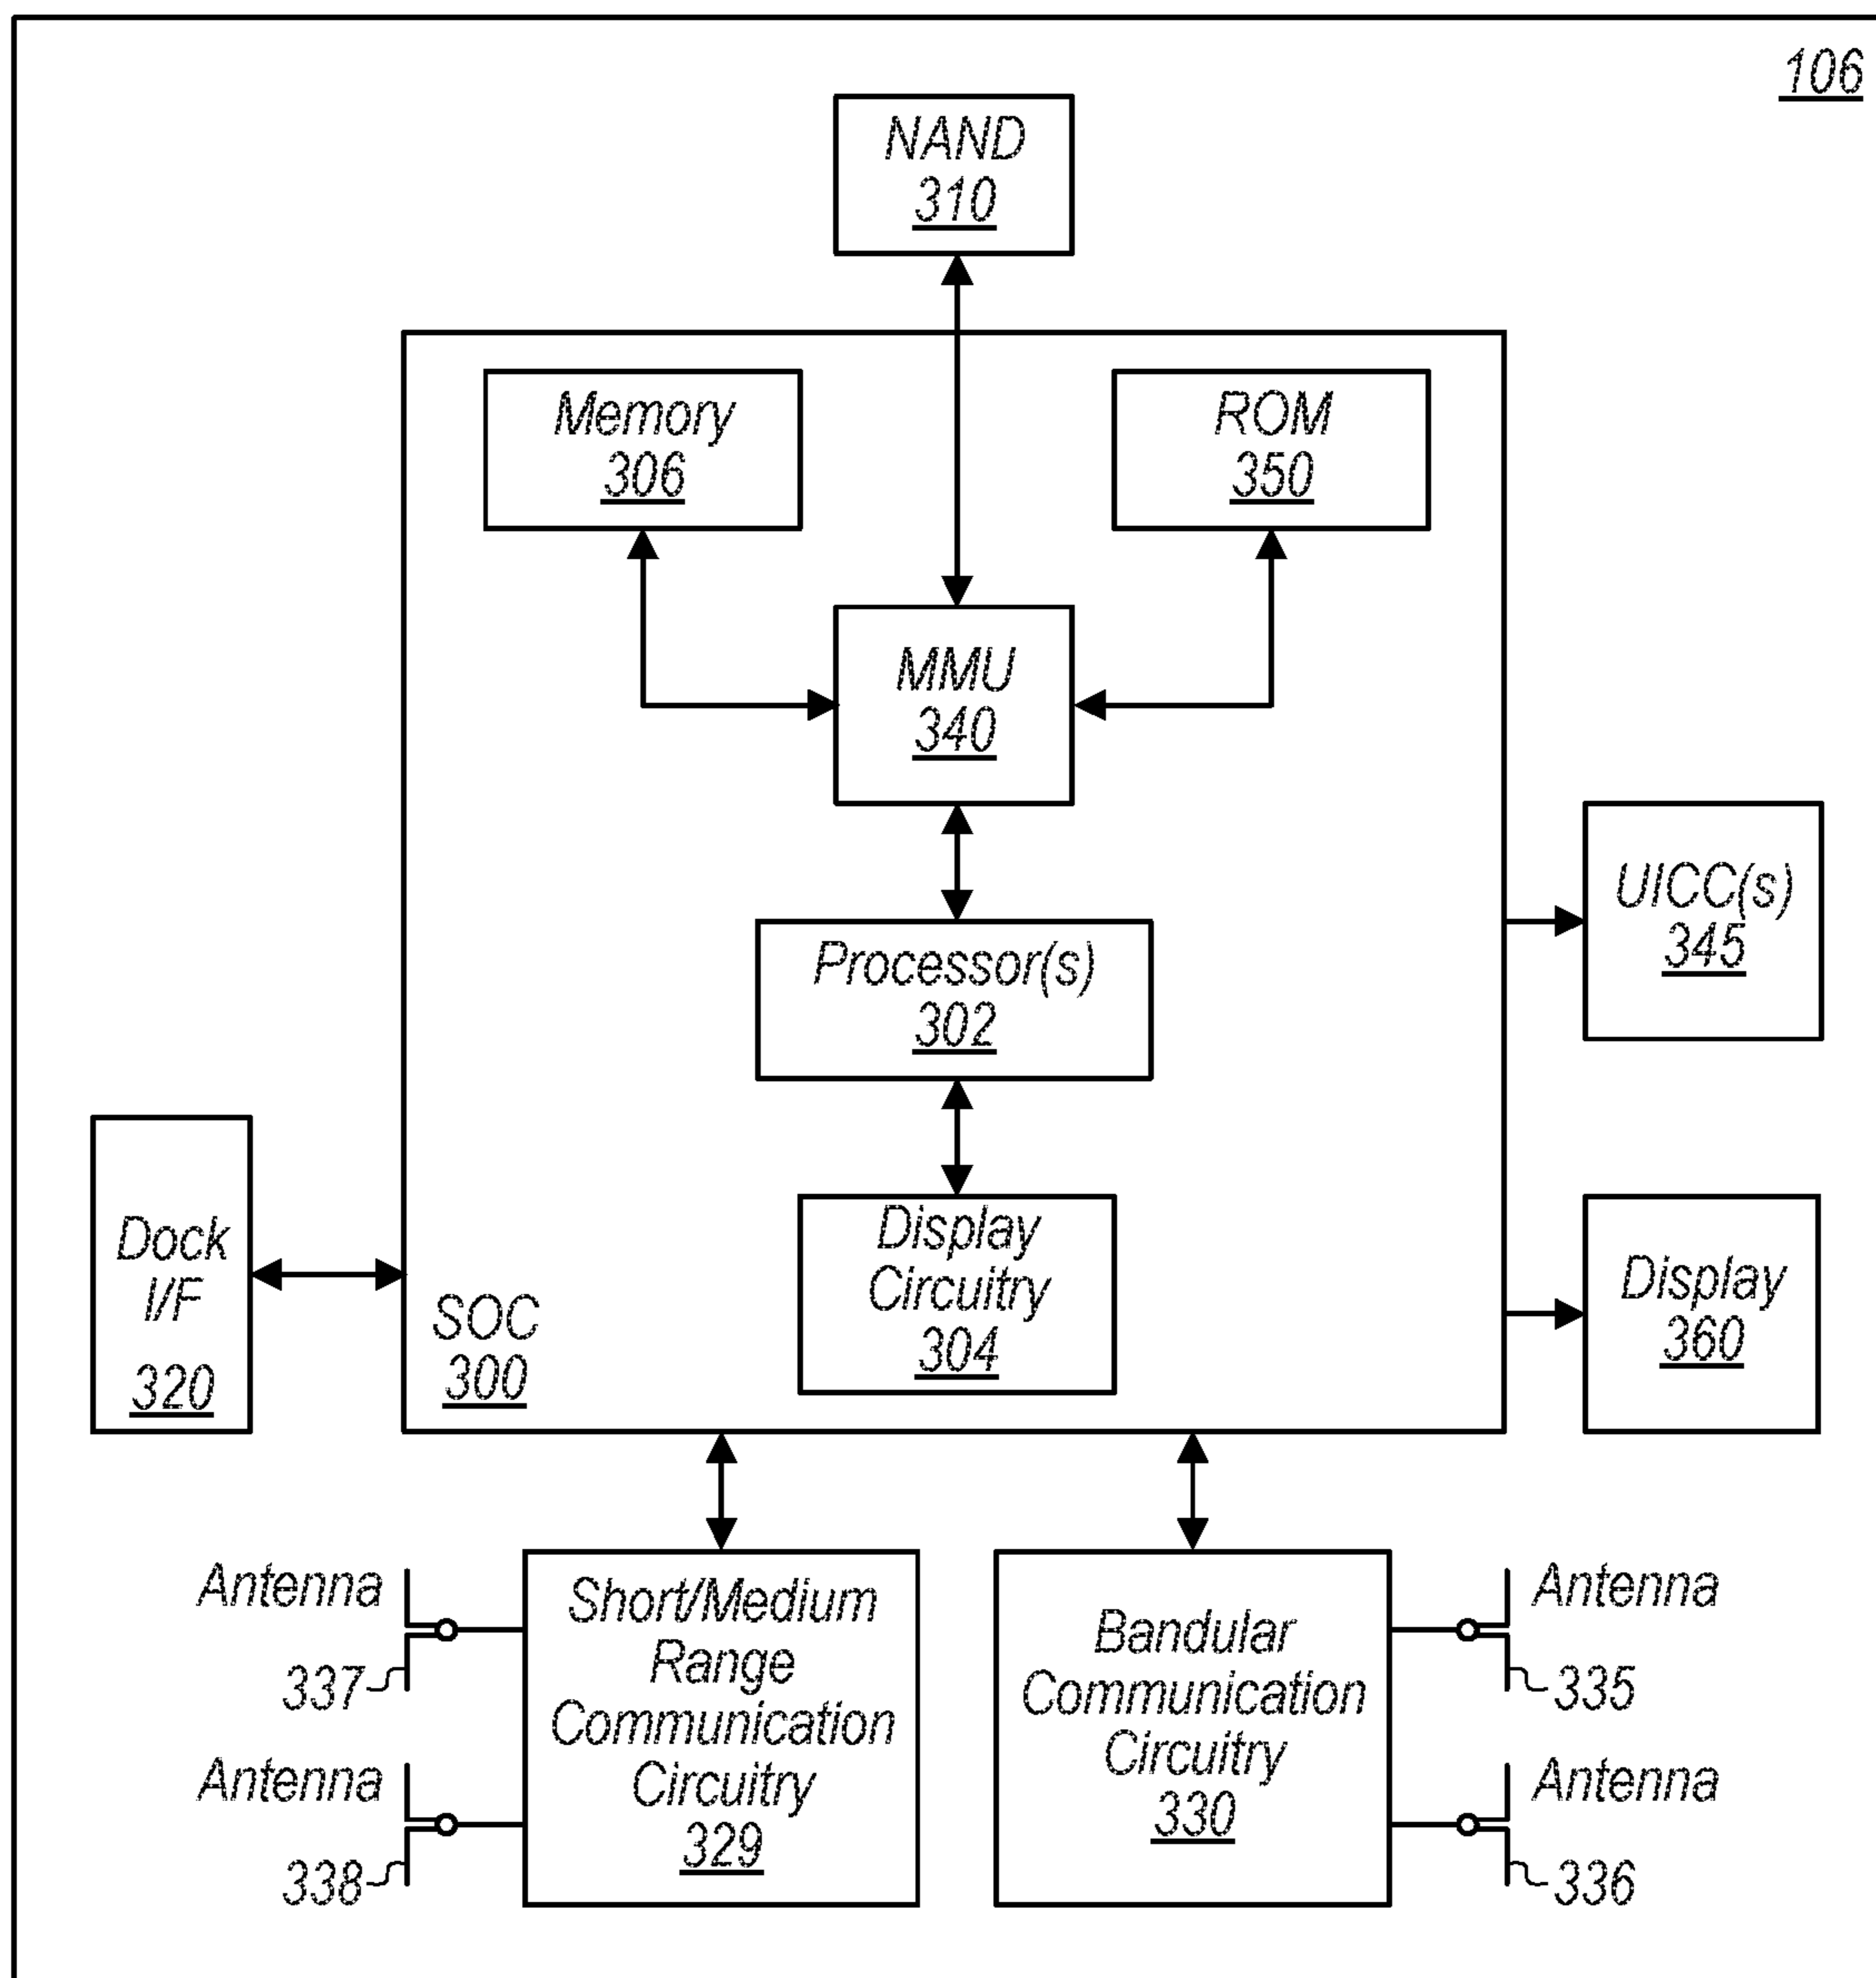 106
NAND
310
Memory
306
ROM
350
MMU
340
UICC(s)
345
Processor(s)
302
Dock
I/F
320
Display
Circuitry
304
SOC
300
Display
360
Antenna
337
Antenna
338
Short/Medium
Range
Communication
Circuitry
329
Bandular
Communication
Circuitry
330
Antenna
335
Antenna
336